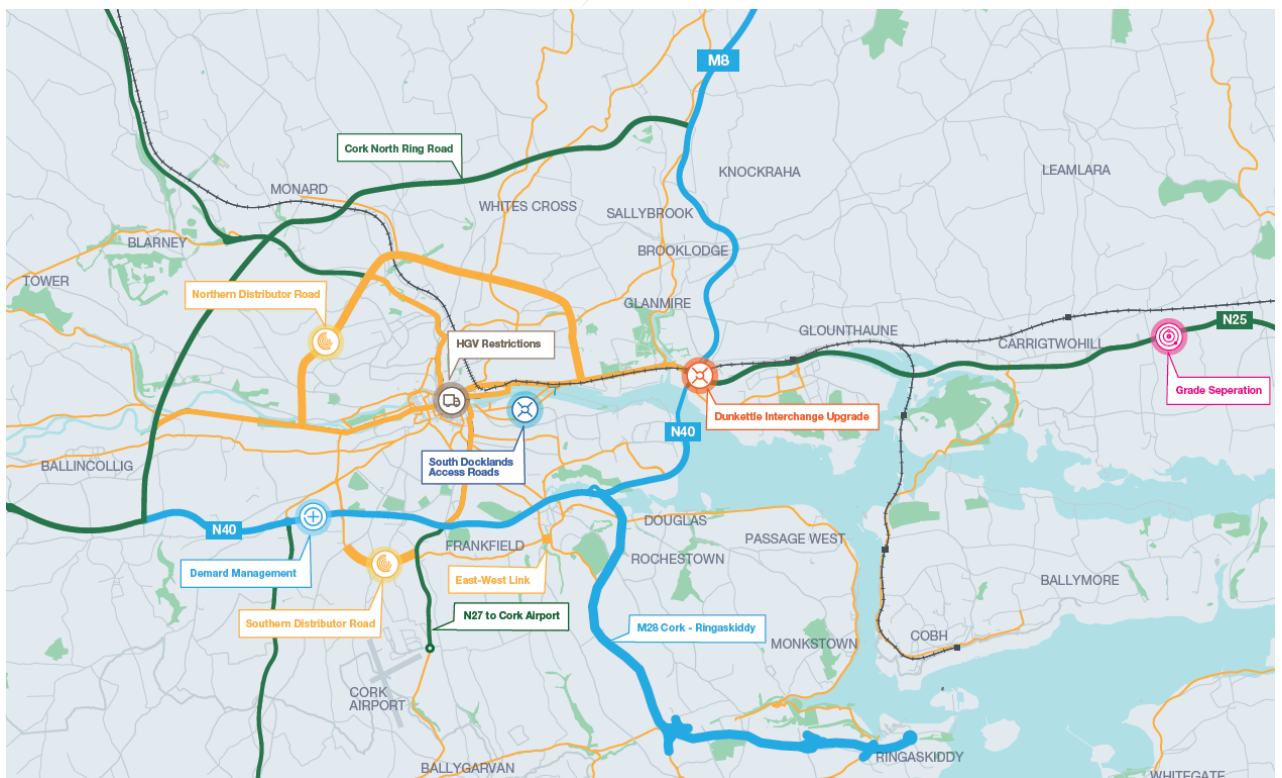 M8
Cork North Ring Road
KNOCKRAHA
LEAMLARA
MONARD
WHITES CROSS
SALLYBROOK
BLARNEY
BROOKLODGE
TOWER
Northern Distributor Road
GLANMIRE
N25
GLOUNTHAUNE
HGV Restrictions
CARRIGTWOHILL
Grade Seperation
Dunkettle Interchange Upgrade
N40
BALLINCOLLIG
South Docklands
Access Roads
N40
DOUGLAS
PASSAGE WEST
FRANKFIELD
ROCHESTOWN
Demard Management
East-West Link
BALLYMORE
N27 to Cork Airport
Southern Distributor Road
M28 Cork - Ringaskiddy
COBH
MONKSTOWN
CORK
AIRPORT
RINGASKIDDY
BALLYGARVAN
WHITEGATE